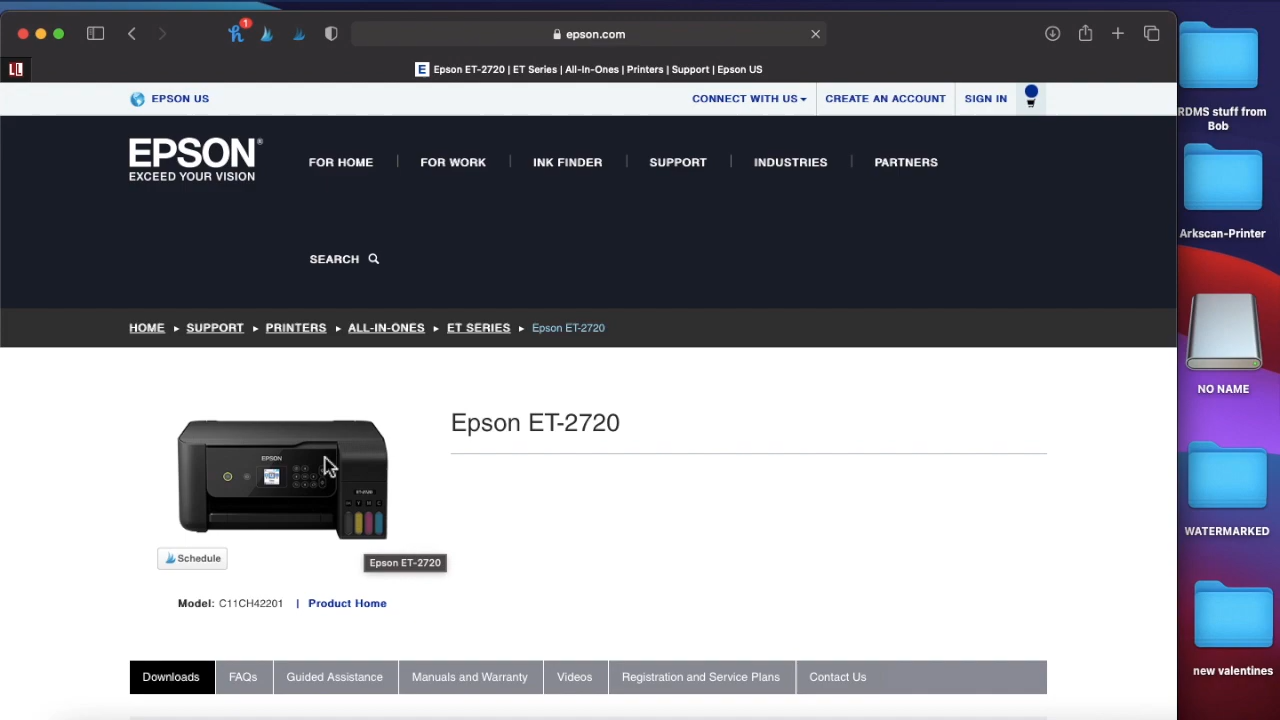 1
epson.com
LL
E Epson ET-2720 | ET Series | All-In-Ones | Printers | Support | Epson US
EPSON US
CONNECT WITH US
CREATE AN ACCOUNT
SIGN IN
EPSON®
EXCEED YOUR VISION
FOR HOME
FOR WORK
INK FINDER
SUPPORT
INDUSTRIES
PARTNERS
SEARCH
HOME ▸ SUPPORT ▸ PRINTERS ▸ ALL-IN-ONES ▸ ET SERIES ▸ Epson ET-2720
Epson ET-2720
EPSON
ET-2720
Schedule
Epson ET-2720
Model: C11CH42201 | Product Home
Downloads
FAQs
Guided Assistance
Manuals and Warranty
Videos
Registration and Service Plans
Contact Us
RDMS stuff from
Bob
Arkscan-Printer
NO NAME
WATERMARKED
new valentines